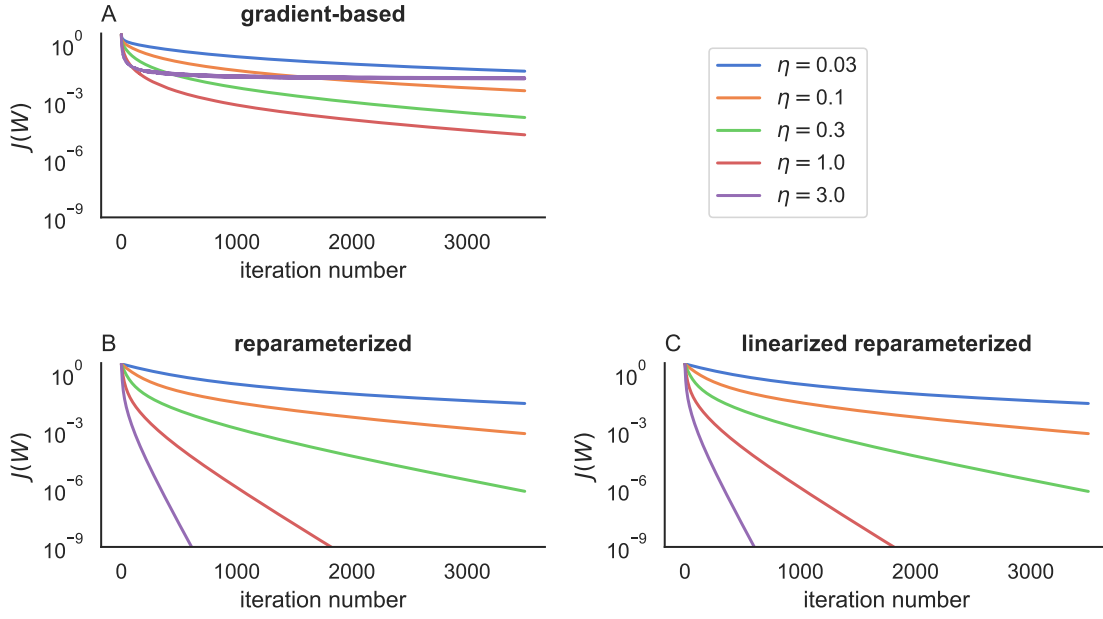 A gradient-based
10^0
10^-3
10^-6
10^-9
J(W)
0 1000 2000 3000
iteration number
η = 0.03
η = 0.1
η = 0.3
η = 1.0
η = 3.0
B reparameterized
10^0
10^-3
10^-6
10^-9
J(W)
0 1000 2000 3000
iteration number
C linearized reparameterized
10^0
10^-3
10^-6
10^-9
J(W)
0 1000 2000 3000
iteration number